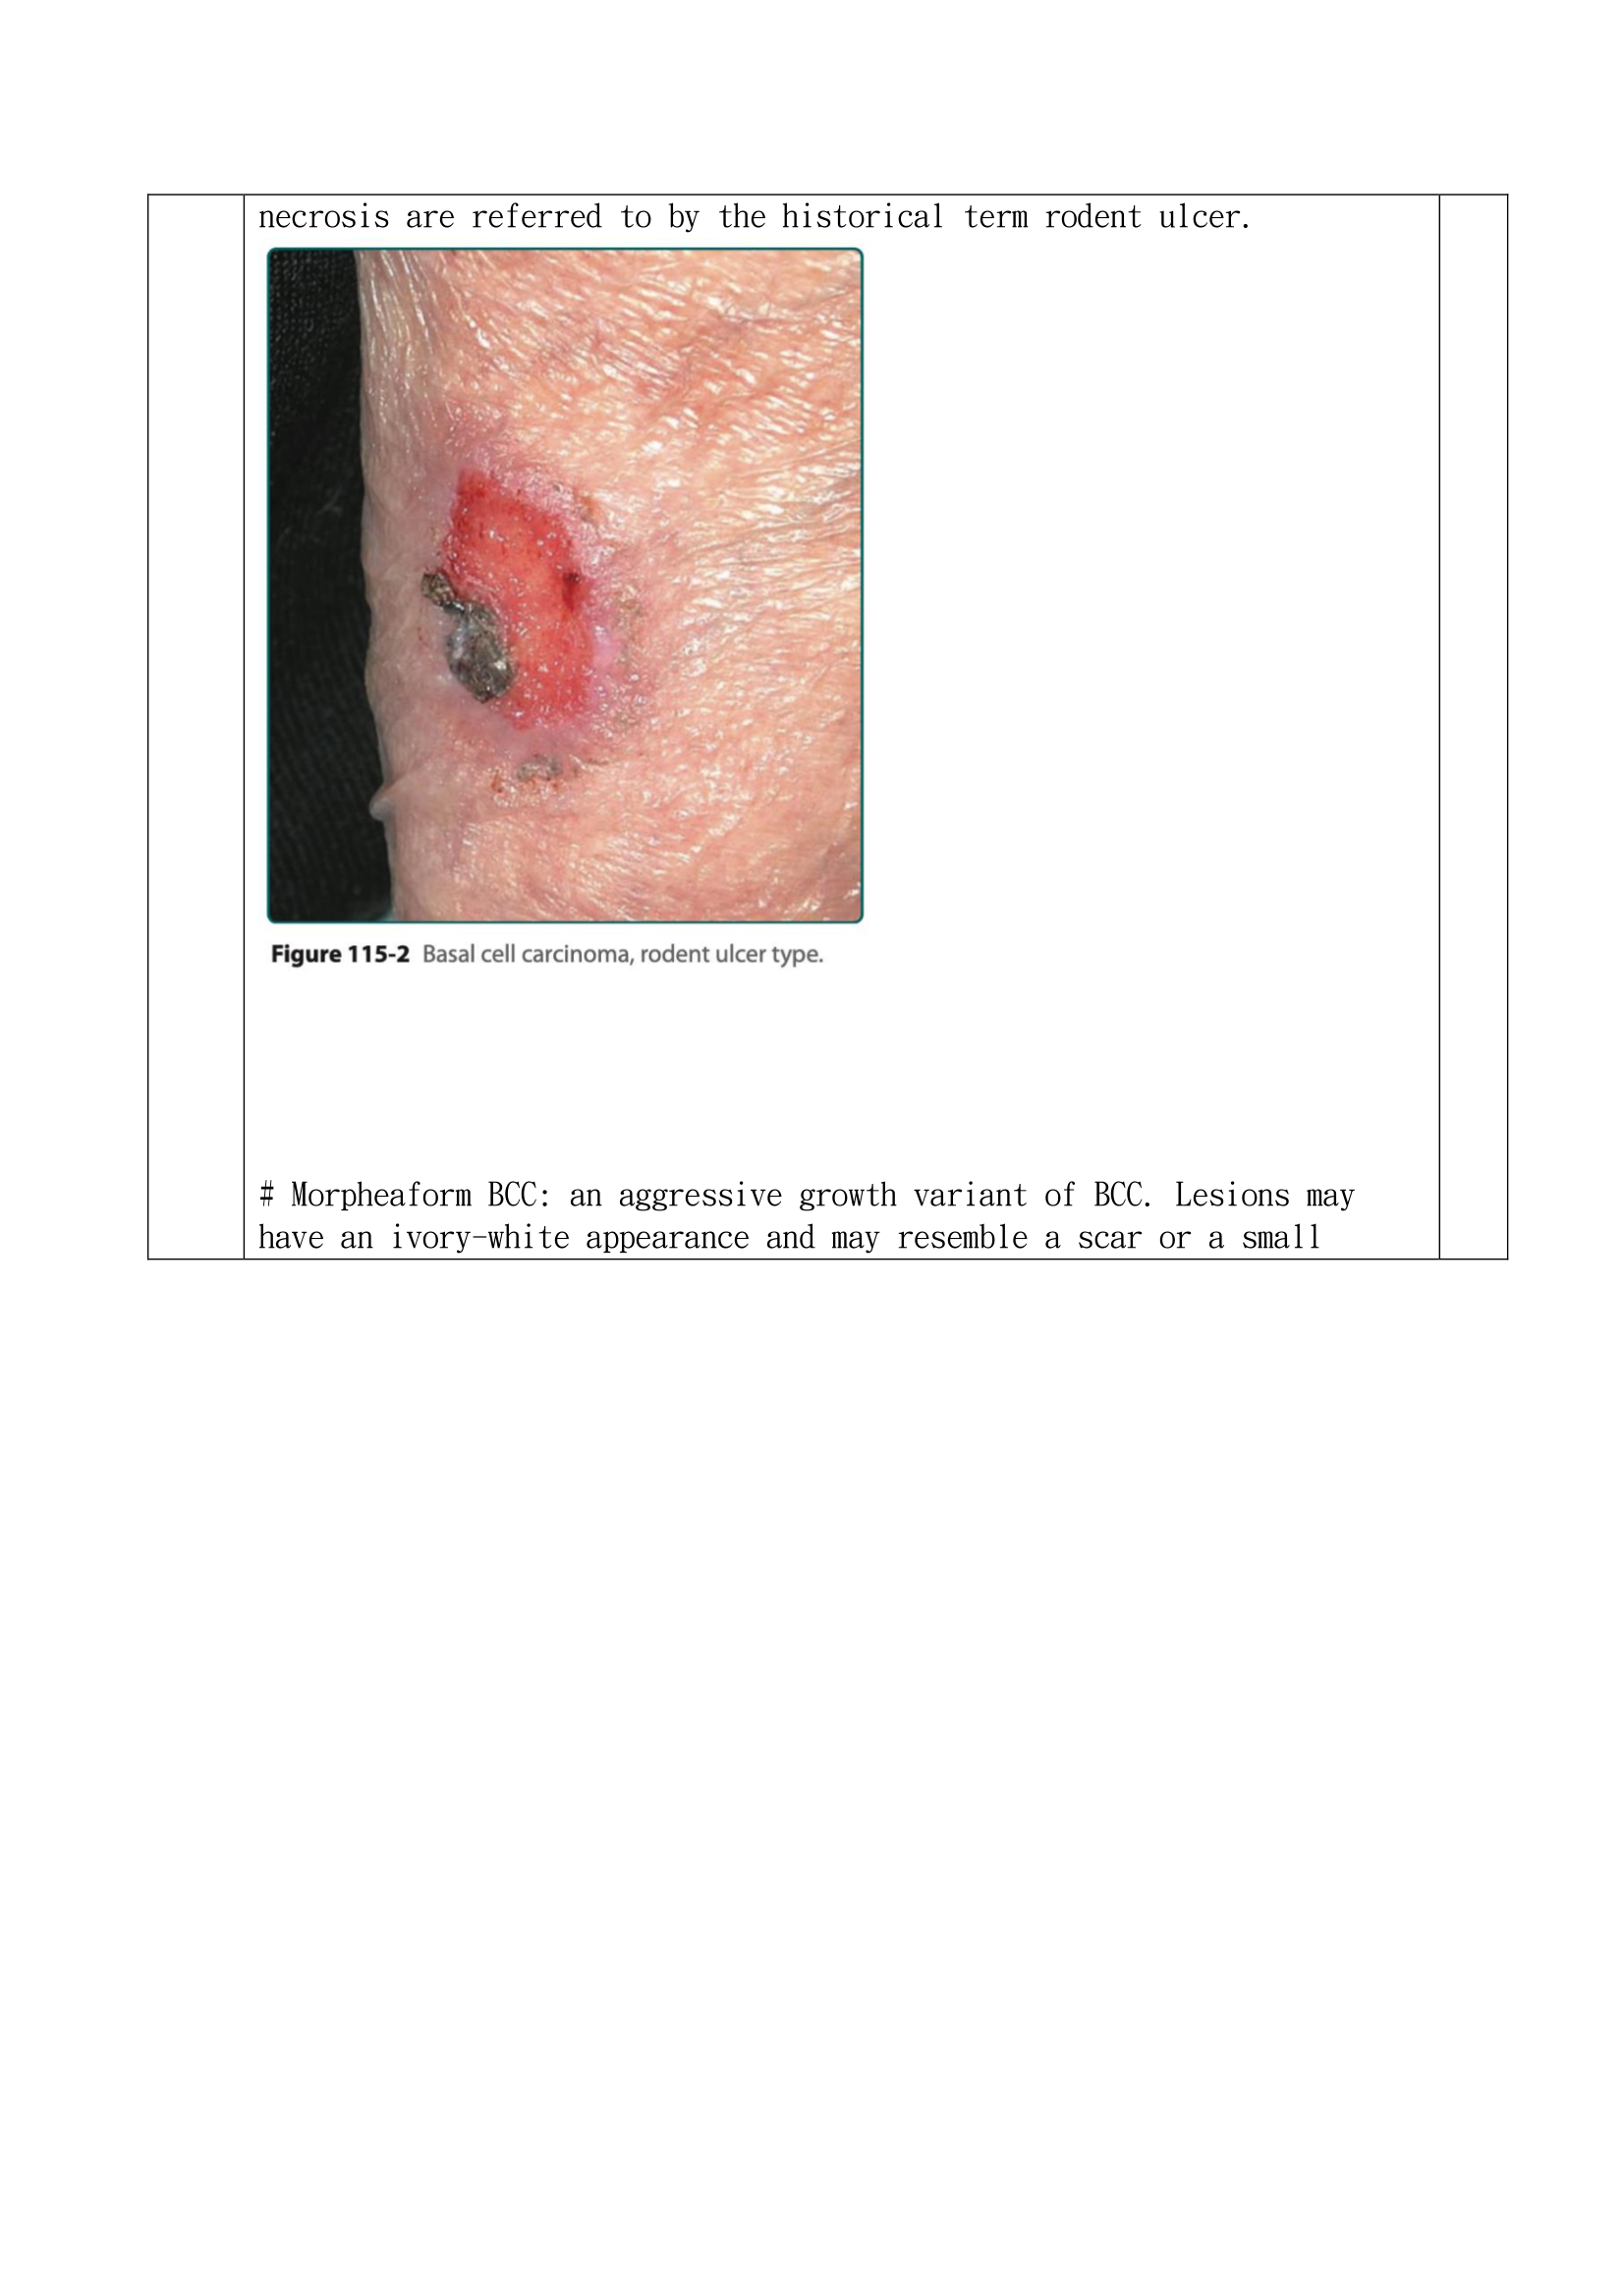 necrosis are referred to by the historical term rodent ulcer.
Figure 115-2 Basal cell carcinoma, rodent ulcer type.
# Morpheaform BCC: an aggressive growth variant of BCC. Lesions may
have an ivory-white appearance and may resemble a scar or a small